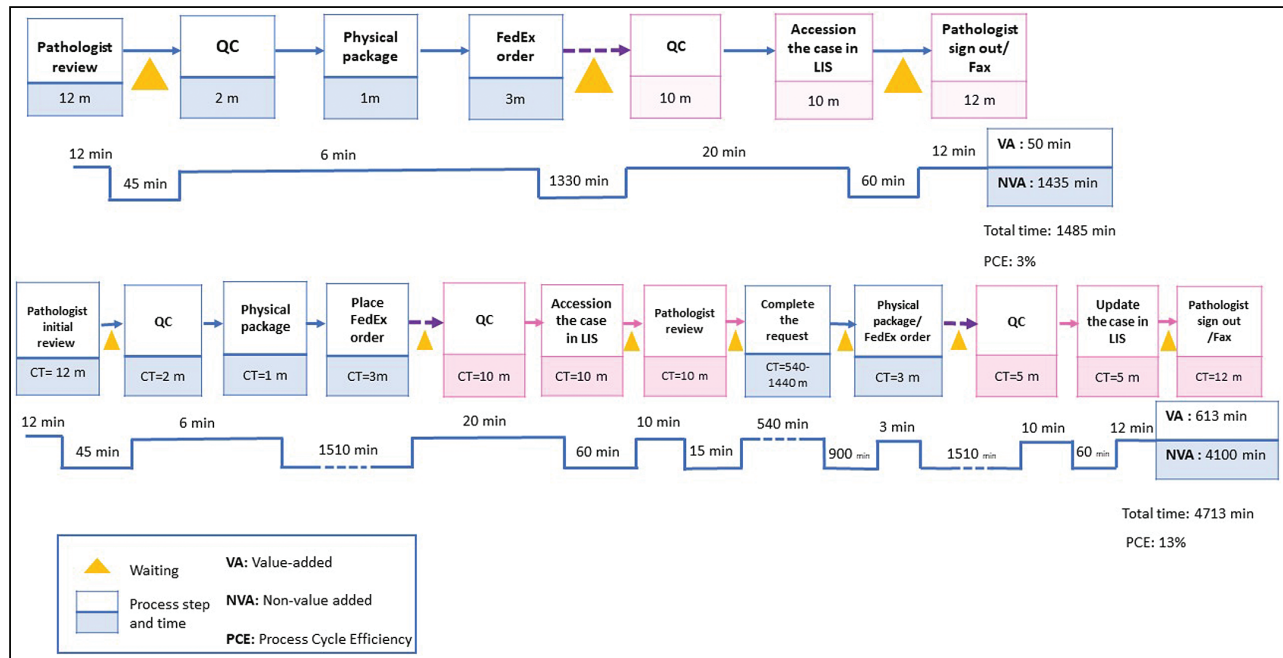 Pathologist
review
12 m
QC
2 m
Physical
package
1m
FedEx
order
3m
QC
10 m
Accession
the case in
LIS
10 m
Pathologist
sign out/
Fax
12 m
12 min
45 min
6 min
1330 min
20 min
60 min
12 min
VA : 50 min
NVA : 1435 min
Total time: 1485 min
PCE: 3%
Pathologist
initial
review
CT= 12 m
QC
CT=2 m
Physical
package
CT=1 m
Place
FedEx
order
CT=3m
QC
CT=10 m
Accession
the case
in LIS
CT=10 m
Pathologist
review
CT=10 m
Complete
the
request
CT=540-
1440 m
Physical
package/
FedEx order
CT=3 m
QC
CT=5 m
Update
the case in
LIS
CT=5 m
Pathologist
sign out
/Fax
CT=12 m
12 min
45 min
6 min
1510 min
20 min
60 min
10 min
15 min
540 min
900 min
3 min
1510 min
10 min
60 min
12 min
VA : 613 min
NVA : 4100 min
Total time: 4713 min
PCE: 13%
Waiting
Process step
and time
VA: Value-added
NVA: Non-value added
PCE: Process Cycle Efficiency